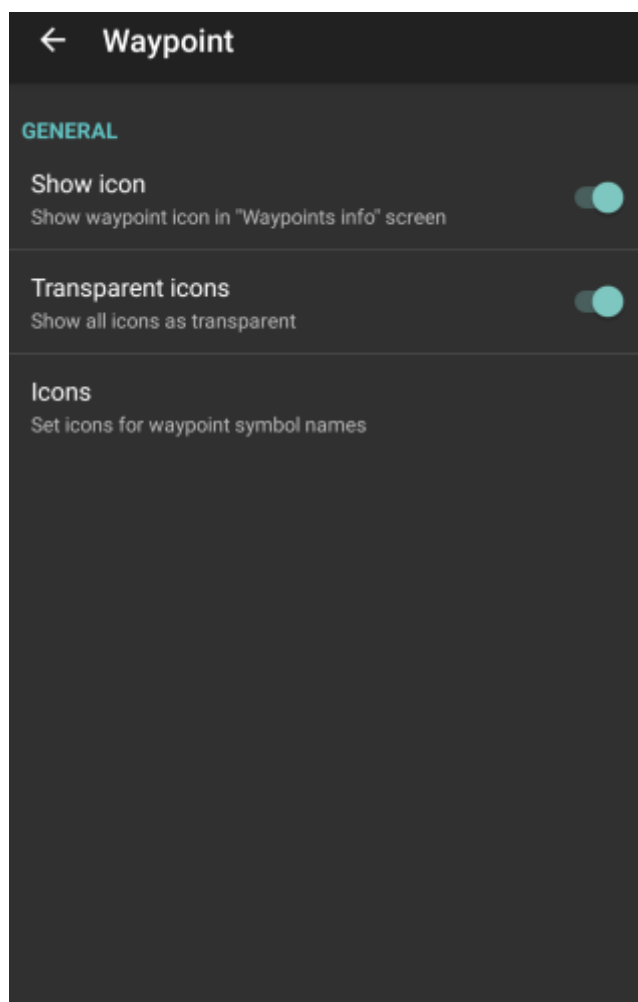 Waypoint
GENERAL
Show icon
Show waypoint icon in "Waypoints info" screen
Transparent icons
Show all icons as transparent
Icons
Set icons for waypoint symbol names